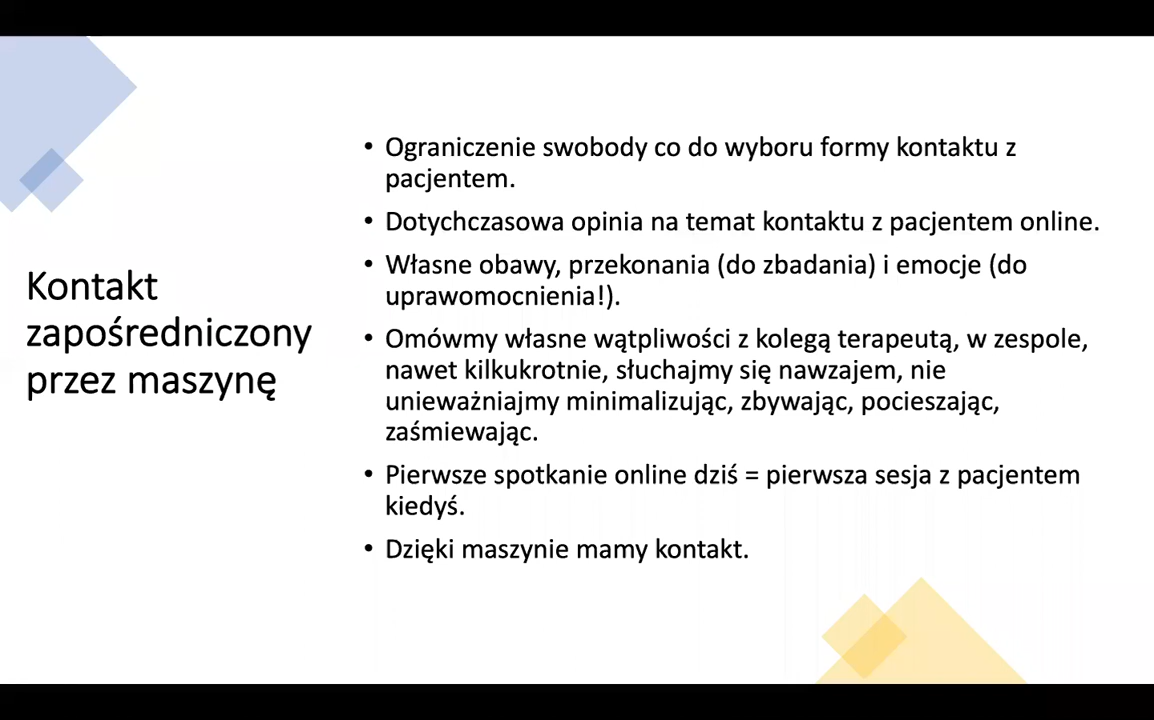 Kontakt
zapośredniczony
przez maszynę
• Ograniczenie swobody co do wyboru formy kontaktu z
pacjentem.
• Dotychczasowa opinia na temat kontaktu z pacjentem online.
• Własne obawy, przekonania (do zbadania) i emocje (do
uprawomocnienia!).
• Omówmy własne wątpliwości z kolegą terapeutą, w zespole,
nawet kilkukrotnie, słuchajmy się nawzajem, nie
unieważniajmy minimalizując, zbywając, pocieszając,
zaśmiewając.
• Pierwsze spotkanie online dziś = pierwsza sesja z pacjentem
kiedyś.
• Dzięki maszynie mamy kontakt.